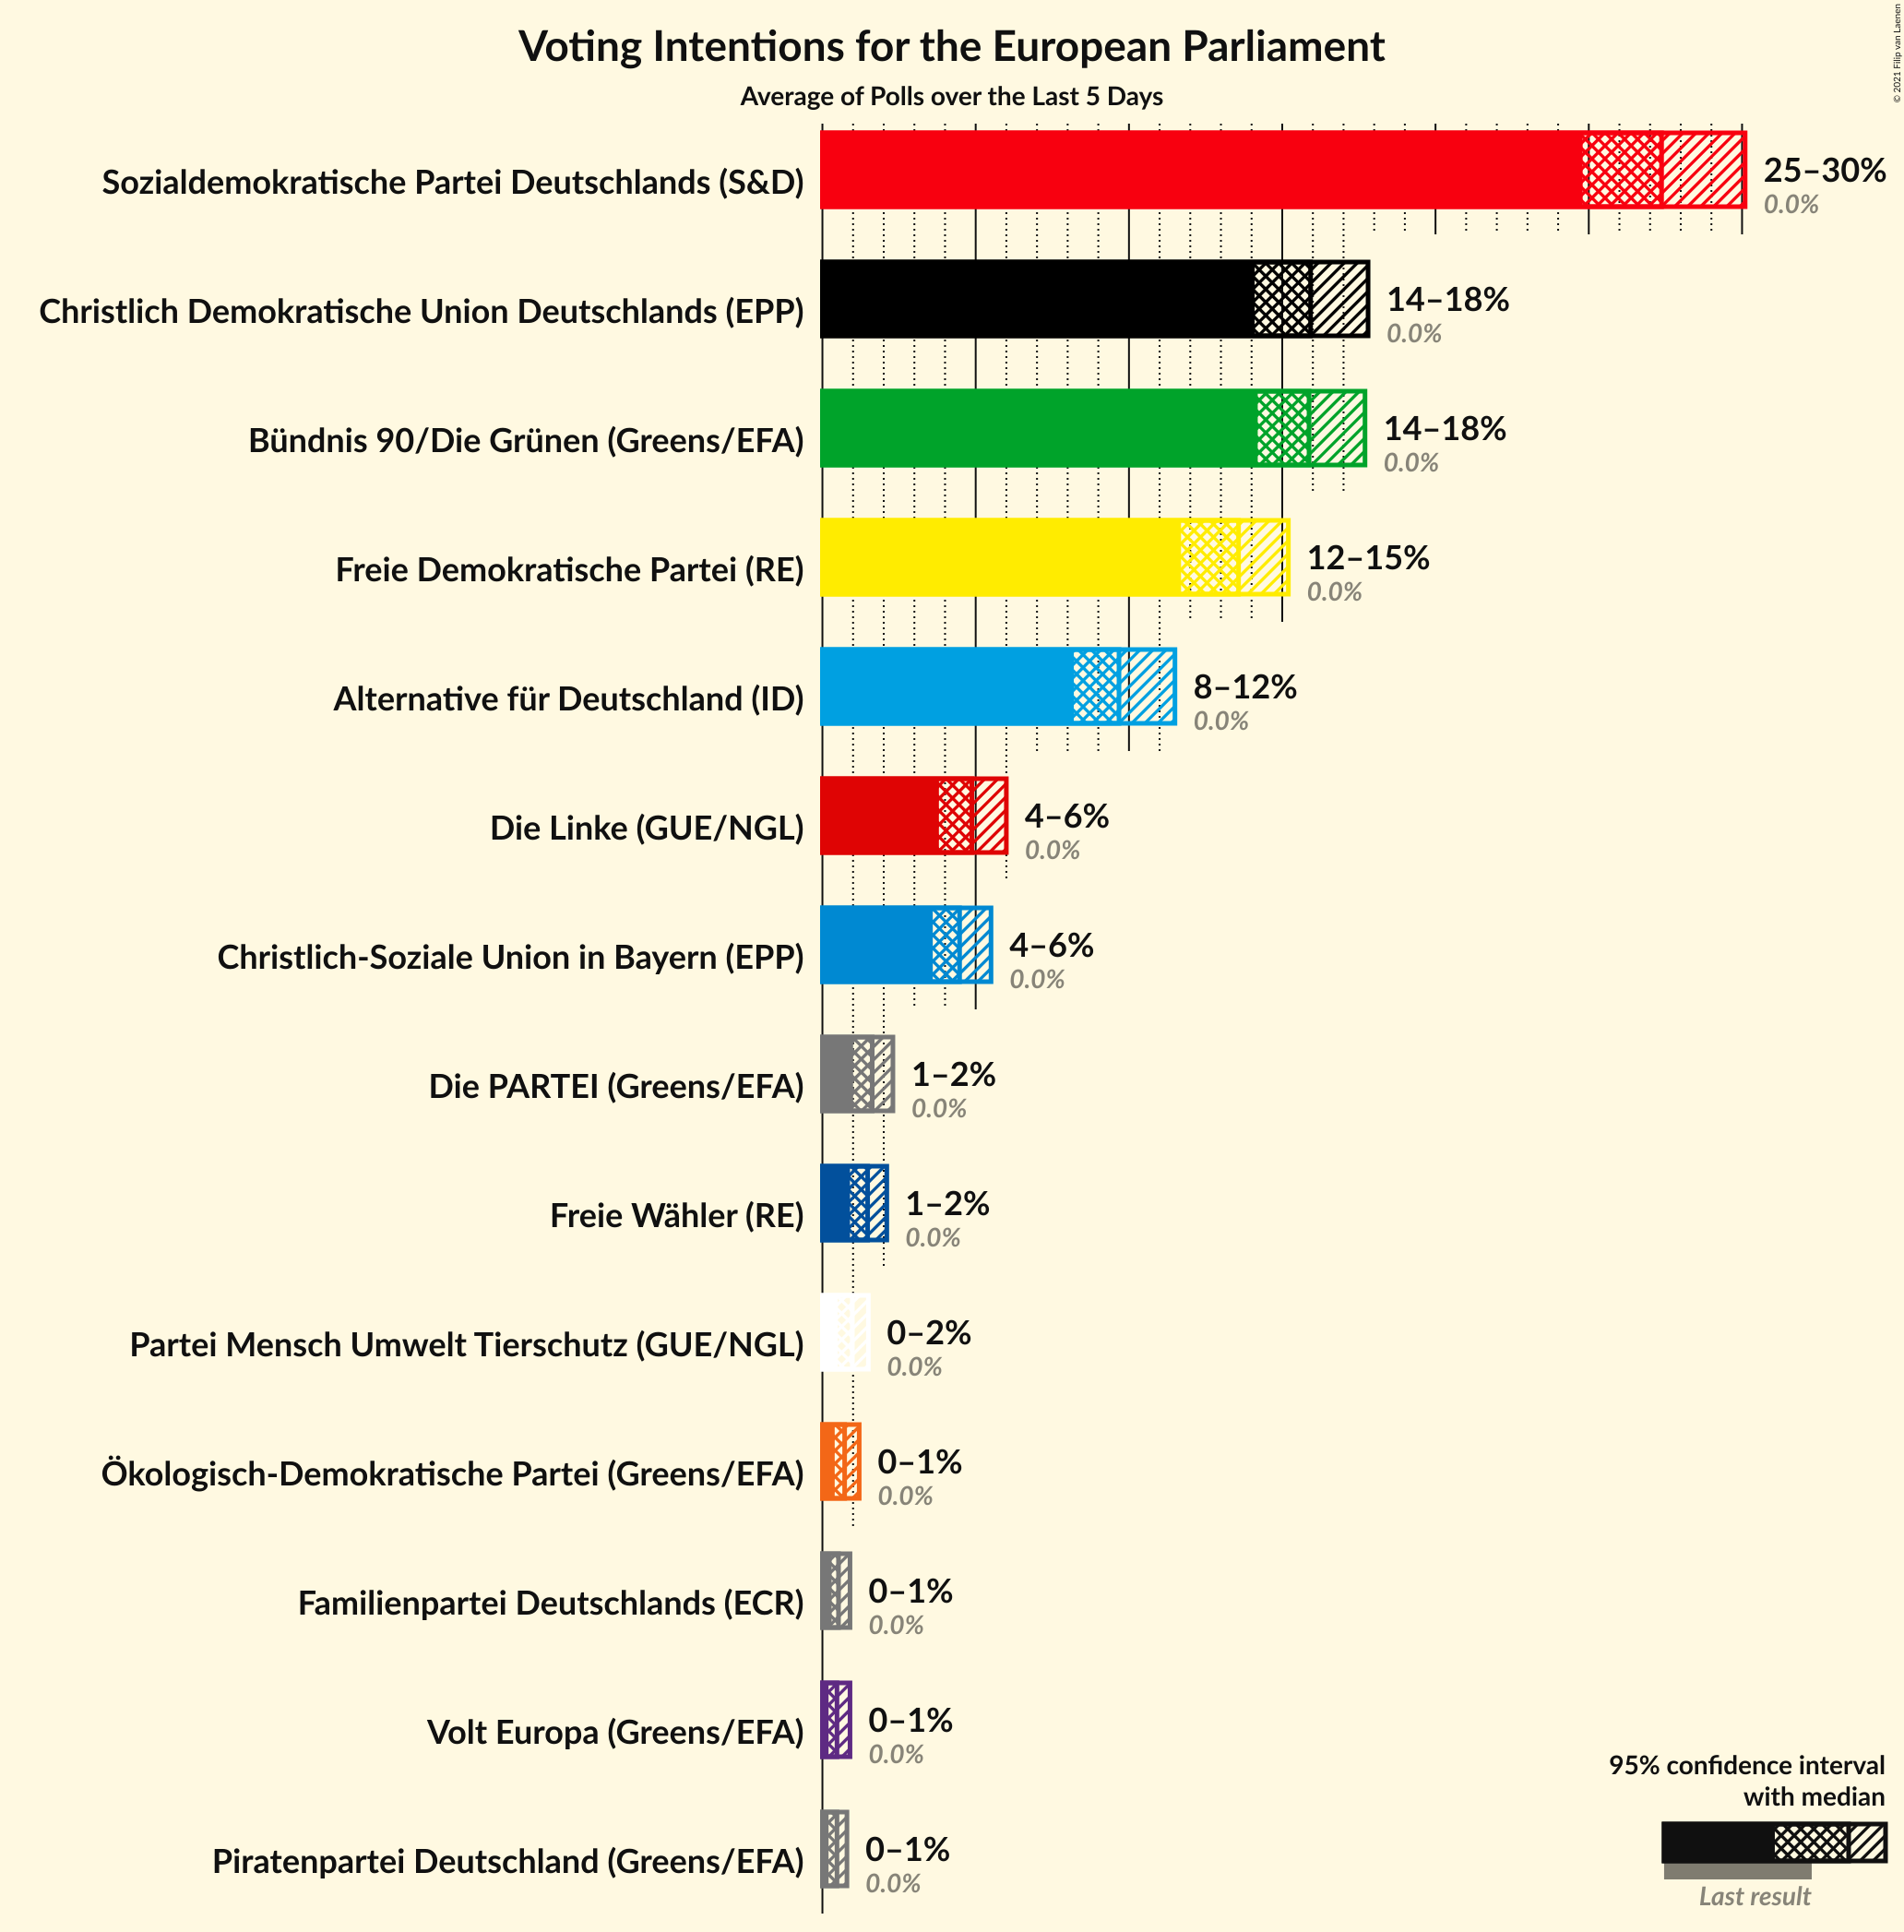 © 2021 Filip van Laenen
Voting Intentions for the European Parliament
Average of Polls over the Last 5 Days
Sozialdemokratische Partei Deutschlands (S&D)
25–30%
0.0%
Christlich Demokratische Union Deutschlands (EPP)
14–18%
0.0%
Bündnis 90/Die Grünen (Greens/EFA)
14–18%
0.0%
Freie Demokratische Partei (RE)
12–15%
0.0%
Alternative für Deutschland (ID)
8–12%
0.0%
Die Linke (GUE/NGL)
4–6%
0.0%
Christlich-Soziale Union in Bayern (EPP)
4–6%
0.0%
Die PARTEI (Greens/EFA)
1–2%
0.0%
Freie Wähler (RE)
1–2%
0.0%
Partei Mensch Umwelt Tierschutz (GUE/NGL)
0–2%
0.0%
Ökologisch-Demokratische Partei (Greens/EFA)
0–1%
0.0%
Familienpartei Deutschlands (ECR)
0–1%
0.0%
Volt Europa (Greens/EFA)
0–1%
0.0%
Piratenpartei Deutschland (Greens/EFA)
0–1%
0.0%
95% confidence interval
with median
Last result